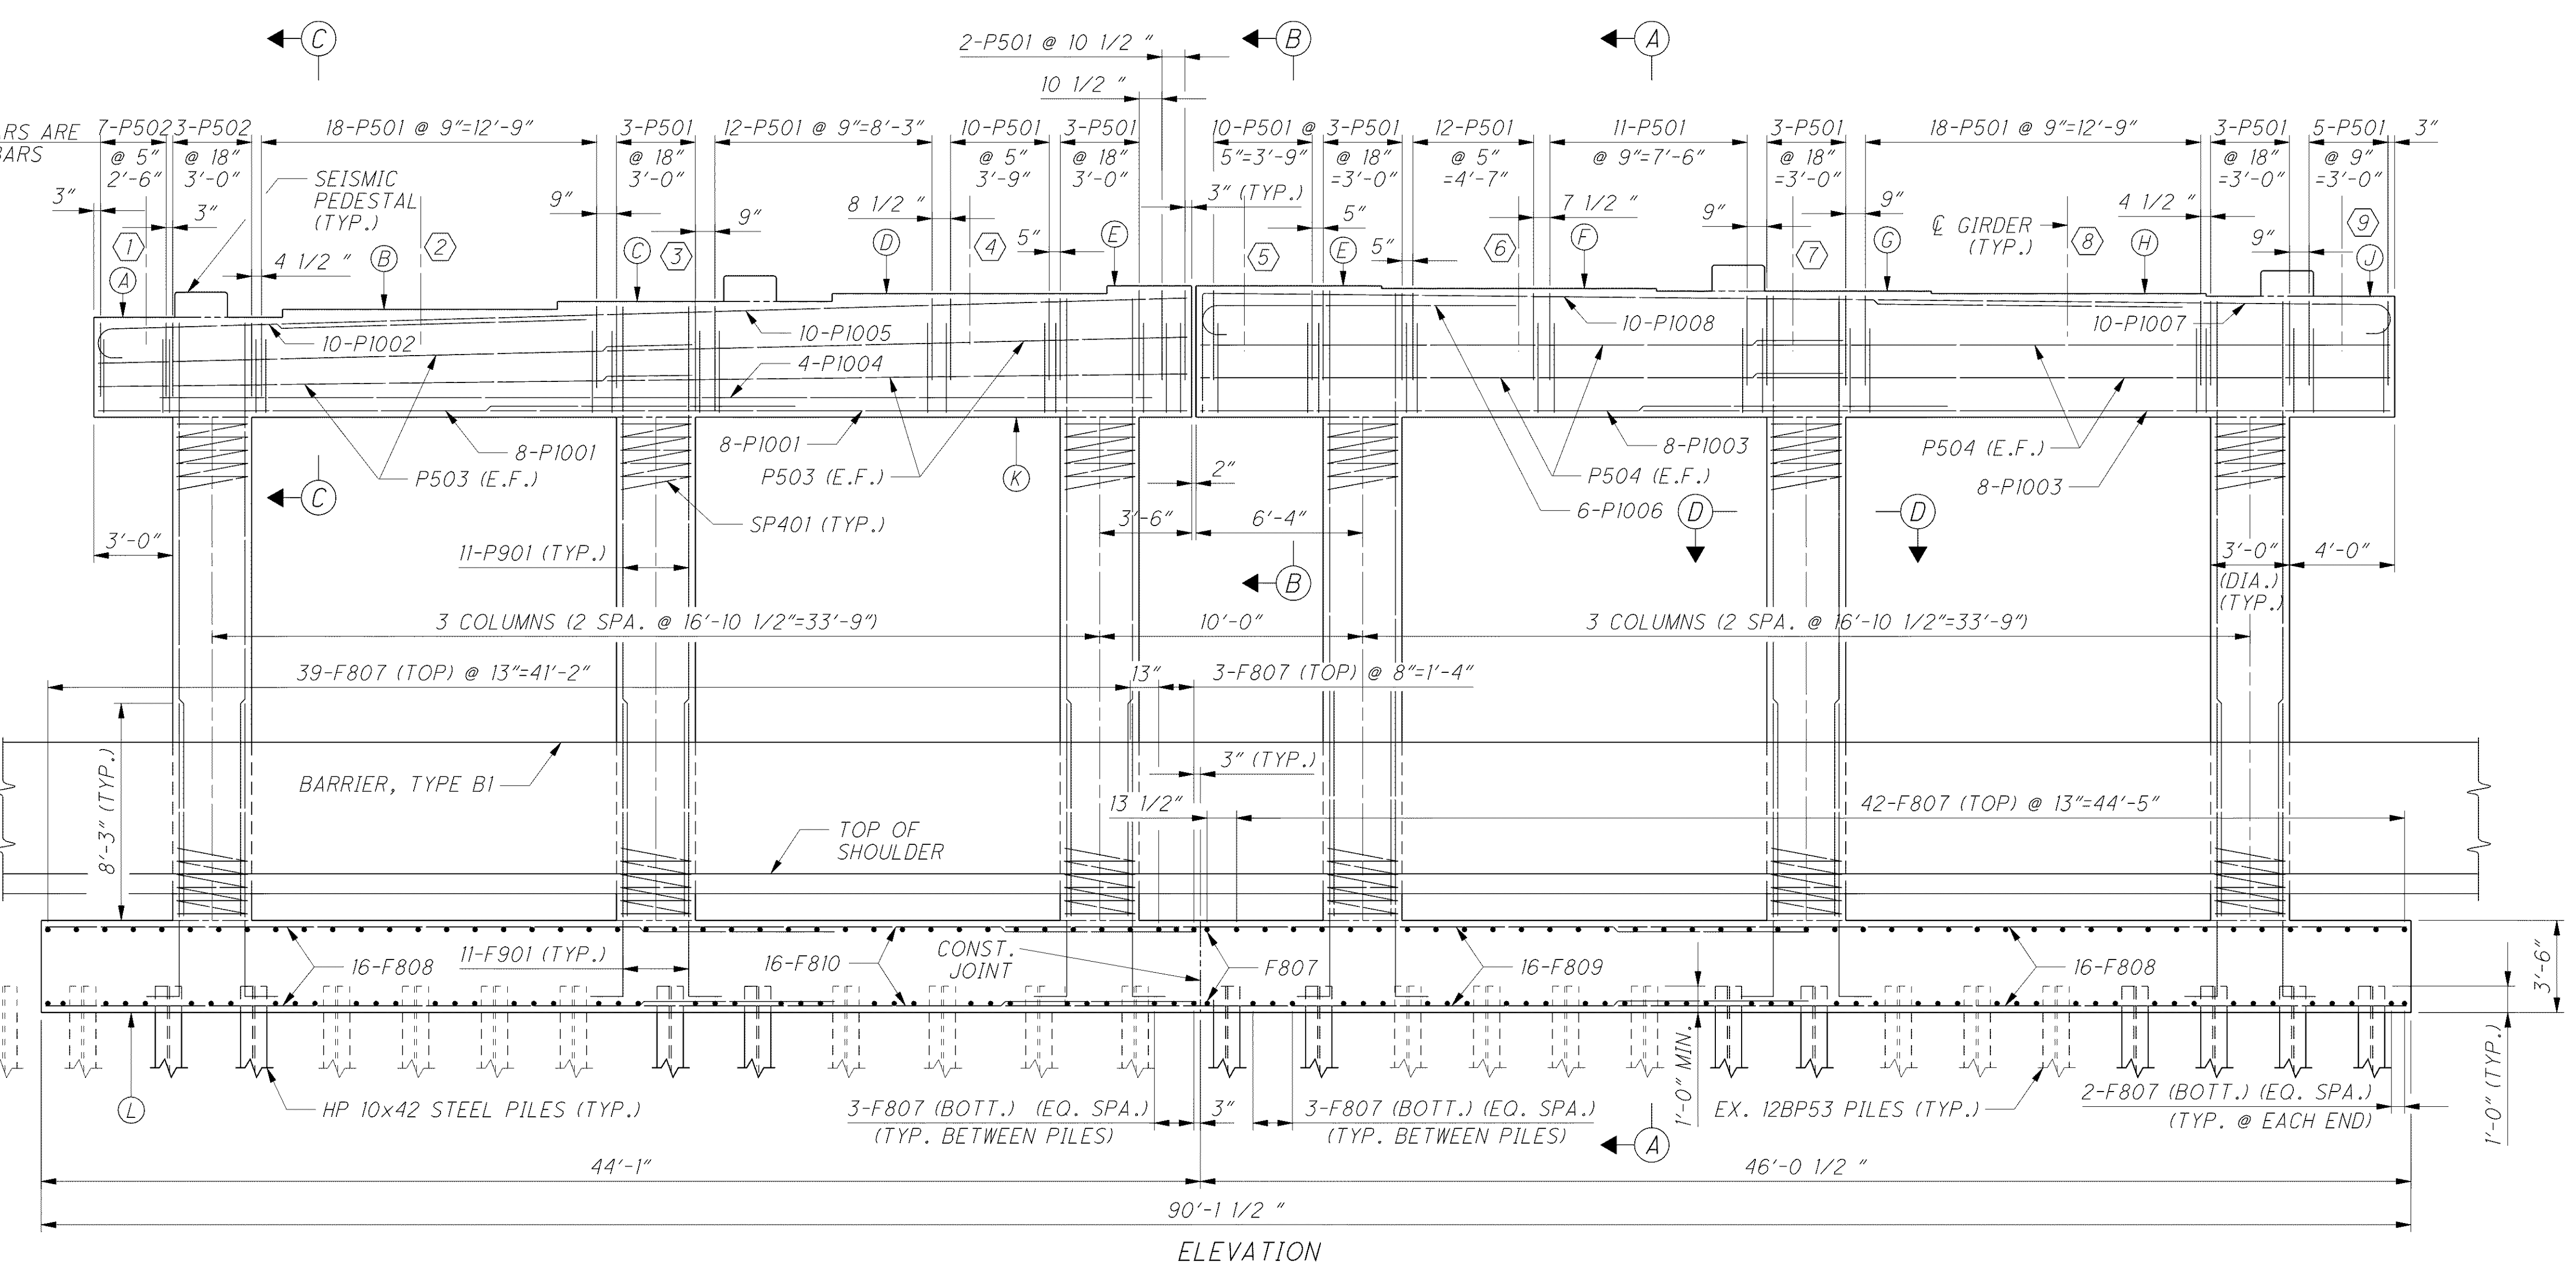 C
B
A
2-P501 @ 10 1/2 "
10 1/2 "
RS ARE
BARS
7-P502
@ 5"
2'-6"
3-P502
@ 18"
3'-0"
18-P501 @ 9"=12'-9"
3-P501
@ 18"
3'-0"
12-P501 @ 9"=8'-3"
10-P501
@ 5"
3'-9"
3-P501
@ 18"
3'-0"
10-P501 @
5"=3'-9"
3-P501
@ 18"
=3'-0"
12-P501
@ 5"
=4'-7"
11-P501
@ 9"=7'-6"
3-P501
@ 18"
=3'-0"
18-P501 @ 9"=12'-9"
3-P501
@ 18"
=3'-0"
5-P501
@ 9"
=3'-0"
3"
3"
3"
SEISMIC
PEDESTAL
(TYP.)
9"
9"
8 1/2 "
5"
3" (TYP.)
5"
5"
7 1/2 "
9"
9"
℄ GIRDER
(TYP.)
4 1/2 "
9"
4 1/2 "
1
2
3
4
5
6
7
8
9
A
B
C
D
E
E
F
G
H
J
10-P1002
10-P1005
4-P1004
10-P1008
10-P1007
8-P1001
8-P1001
P503 (E.F.)
P503 (E.F.)
K
8-P1003
P504 (E.F.)
6-P1006
P504 (E.F.)
8-P1003
C
SP401 (TYP.)
2"
3'-6"
6'-4"
D
D
3'-0"
11-P901 (TYP.)
B
3'-0"
(DIA.)
(TYP.)
4'-0"
3 COLUMNS (2 SPA. @ 16'-10 1/2"=33'-9")
10'-0"
3 COLUMNS (2 SPA. @ 16'-10 1/2"=33'-9")
39-F807 (TOP) @ 13"=41'-2"
13"
3-F807 (TOP) @ 8"=1'-4"
8'-3" (TYP.)
BARRIER, TYPE B1
3" (TYP.)
13 1/2"
42-F807 (TOP) @ 13"=44'-5"
TOP OF
SHOULDER
16-F808
11-F901 (TYP.)
16-F810
CONST.
JOINT
F807
16-F809
16-F808
3'-6"
1'-0" MIN.
1'-0" (TYP.)
L
HP 10x42 STEEL PILES (TYP.)
3-F807 (BOTT.) (EQ. SPA.)
(TYP. BETWEEN PILES)
3"
3-F807 (BOTT.) (EQ. SPA.)
(TYP. BETWEEN PILES)
EX. 12BP53 PILES (TYP.)
2-F807 (BOTT.) (EQ. SPA.)
(TYP. @ EACH END)
A
44'-1"
46'-0 1/2 "
90'-1 1/2 "
ELEVATION